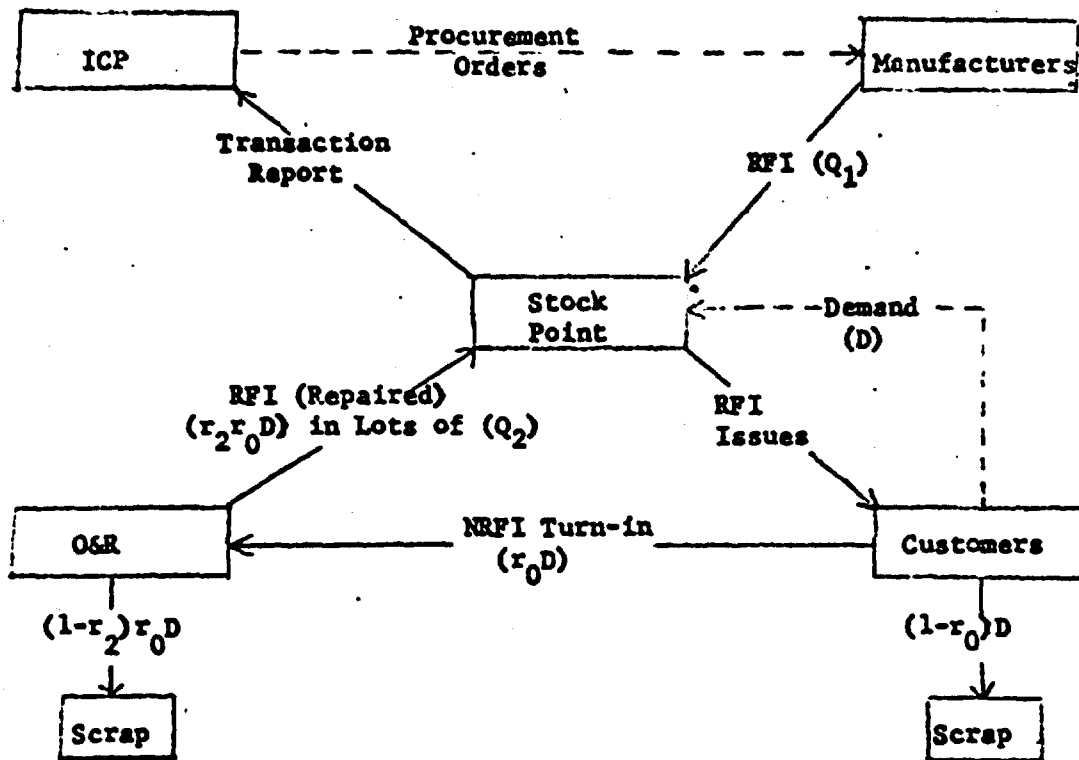 Procurement
ICP
Orders
Manufacturers
Transaction
Report
RFI (Q₁)
Stock
Point
Demand
(D)
RFI (Repaired)
(r₂r₀D) in Lots of (Q₂)
RFI
Issues
O&R
NRFI Turn-in
(r₀D)
Customers
(1-r₂)r₀D
(1-r₀)D
Scrap
Scrap